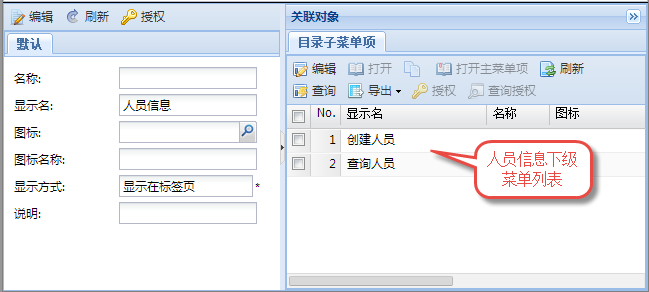 编辑 刷新 授权
默认
名称:
显示名: 人员信息
图标:
图标名称:
显示方式: 显示在标签页 *
说明:
关联对象
目录子菜单项
编辑 打开 打开主菜单项 刷新
查询 导出 授权 查询授权
No. 显示名 名称 图标
1 创建人员
2 查询人员
人员信息下级
菜单列表